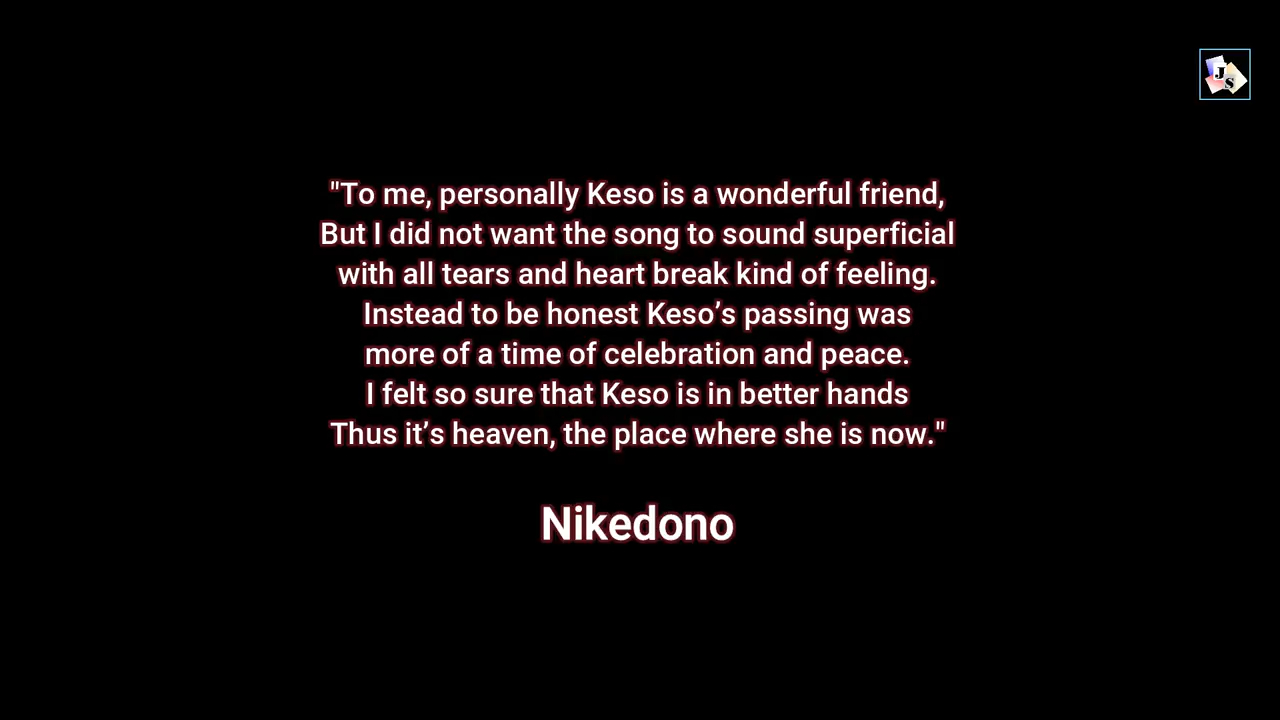 "To me, personally Keso is a wonderful friend,
But I did not want the song to sound superficial
with all tears and heart break kind of feeling.
Instead to be honest Keso’s passing was
more of a time of celebration and peace.
I felt so sure that Keso is in better hands
Thus it’s heaven, the place where she is now."
Nikedono
JS